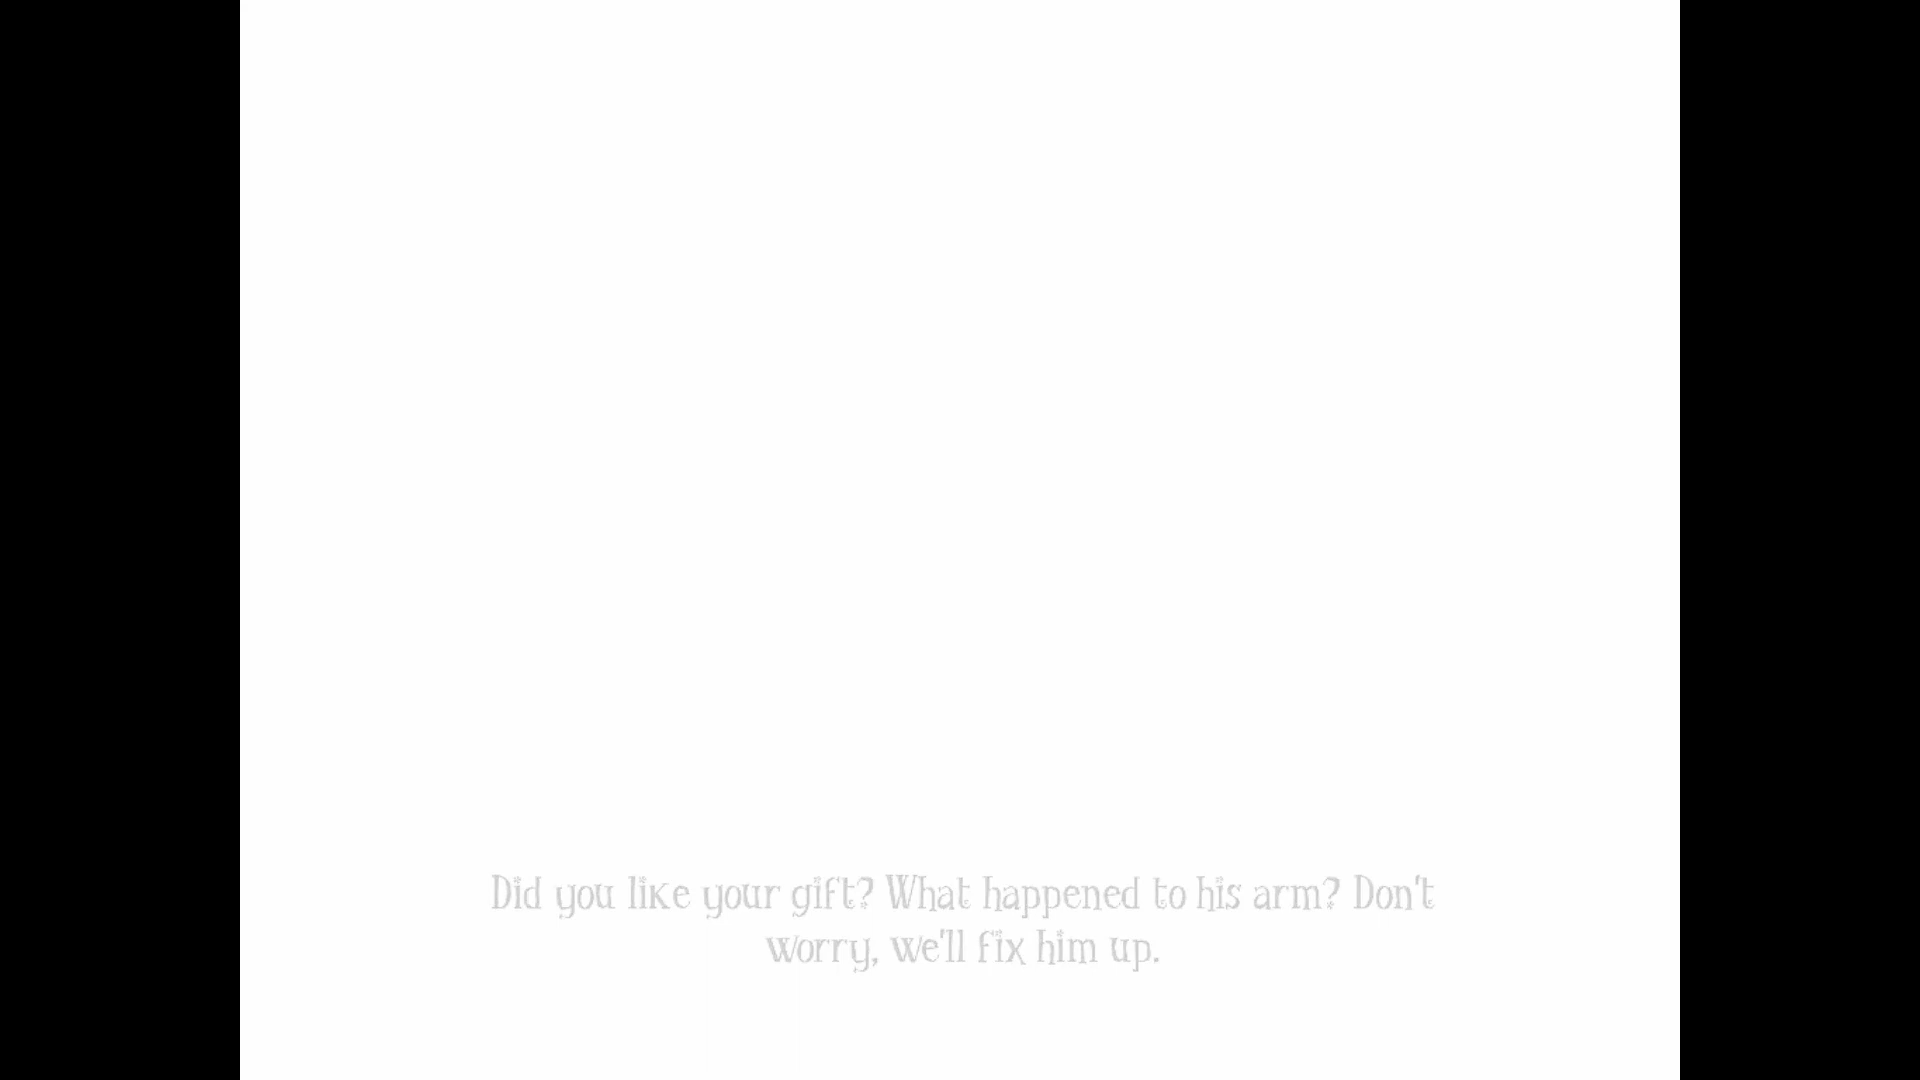 Did you like your gift? What happened to his arm? Don't
worry, we'll fix him up.